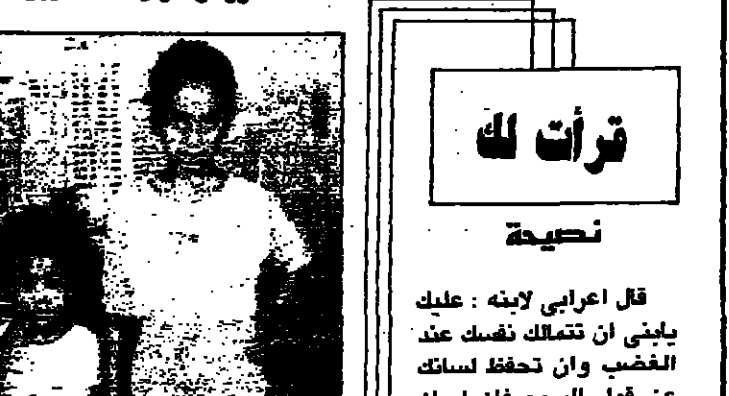 قرأت لك
نصيحة
قال اعرابى لابنه : عليك
يابنى ان تتمالك نفسك عند
الغضب وان تحفظ لسانك